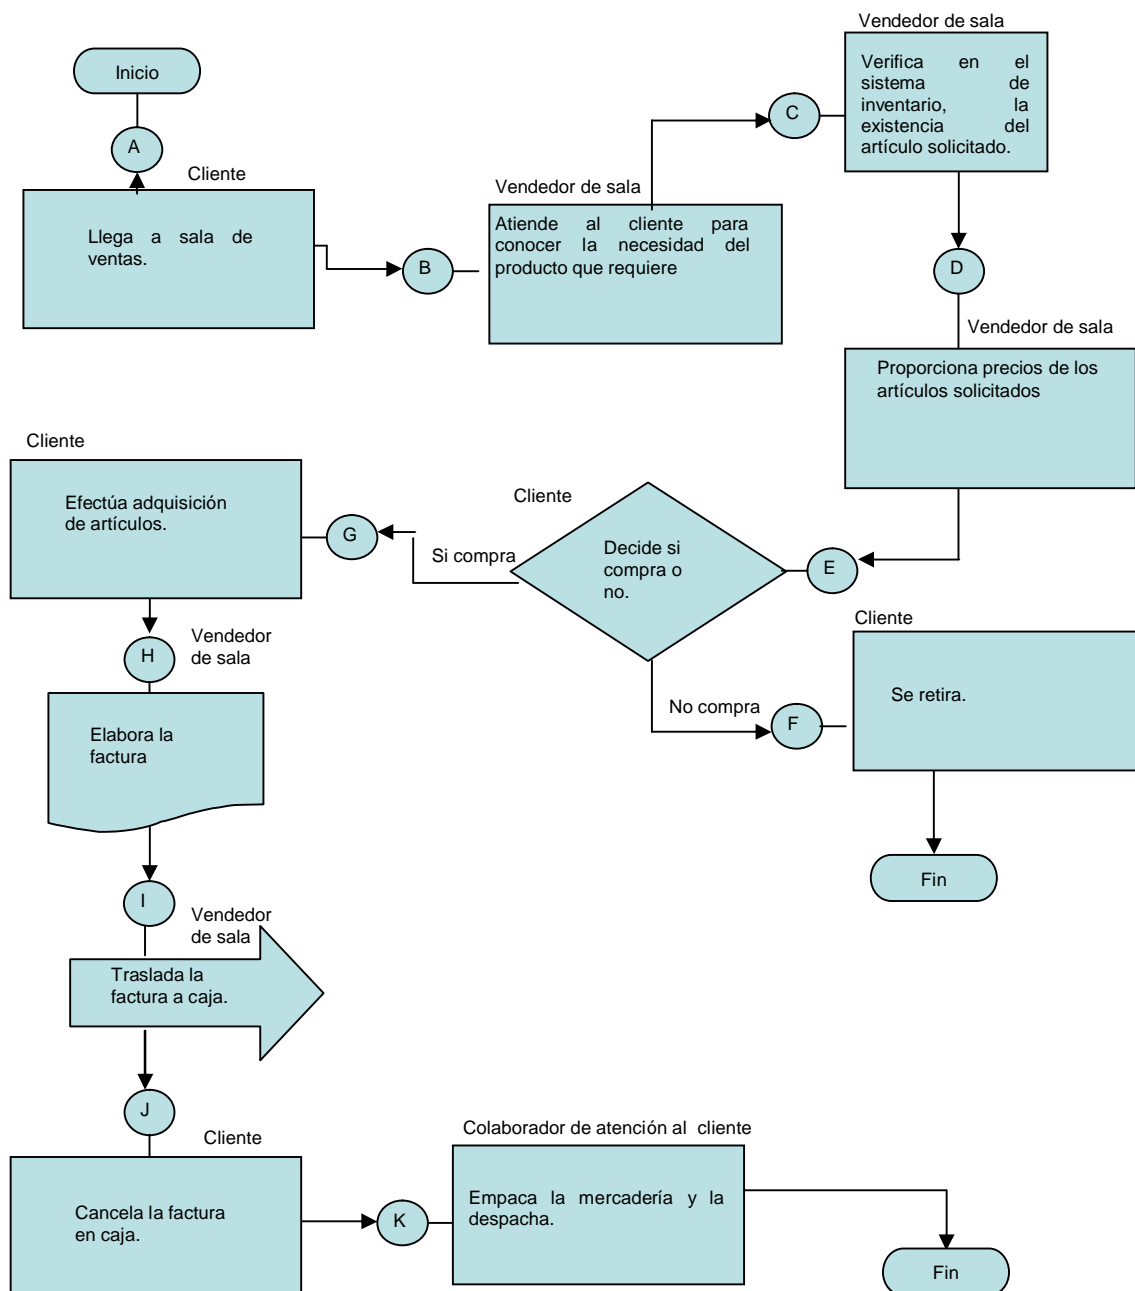 Inicio
A
Cliente
Llega a sala de
ventas.
B
Vendedor de sala
Atiende al cliente para
conocer la necesidad del
producto que requiere
C
Vendedor de sala
Verifica en el
sistema de
inventario, la
existencia del
artículo solicitado.
D
Vendedor de sala
Proporciona precios de los
artículos solicitados
E
Cliente
Decide si
compra o
no.
No compra
F
Cliente
Se retira.
Fin
Si compra
G
Cliente
Efectúa adquisición
de artículos.
H
Vendedor
de sala
Elabora la
factura
I
Vendedor
de sala
Traslada la
factura a caja.
J
Cliente
Cancela la factura
en caja.
K
Colaborador de atención al cliente
Empaca la mercadería y la
despacha.
Fin